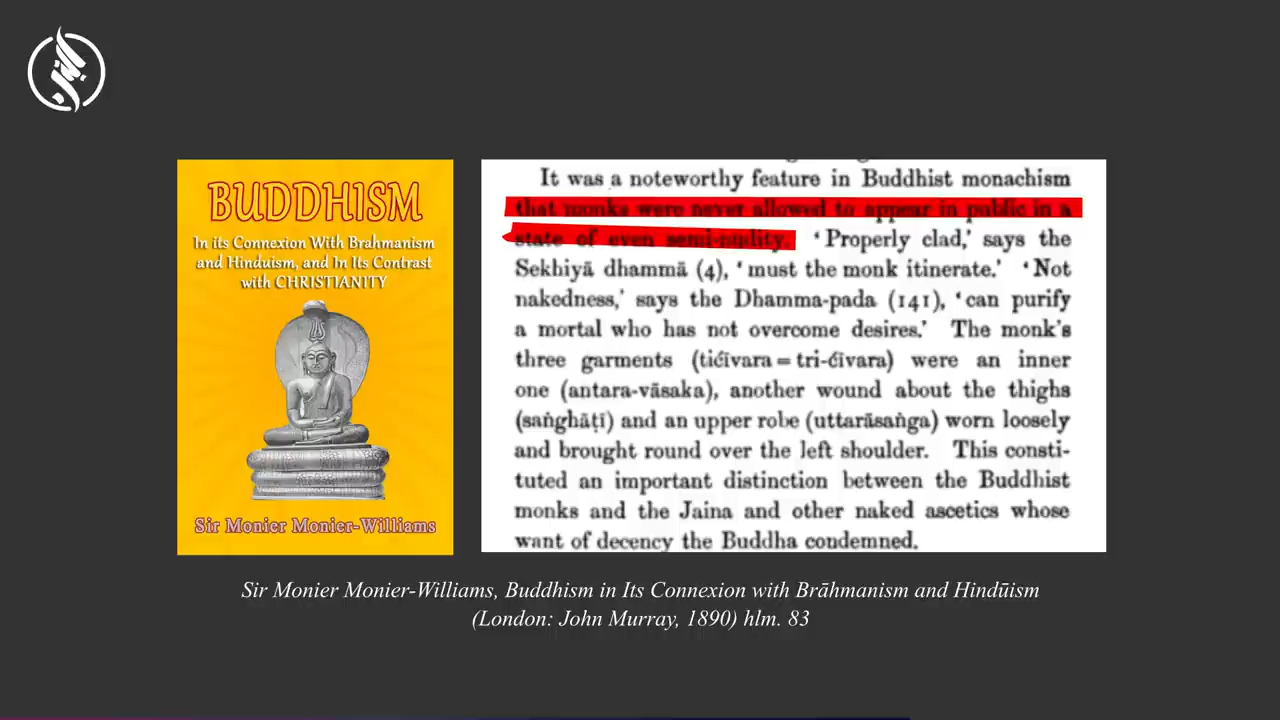 BUDDHISM
In its Connexion With Brahmanism
and Hinduism, and In Its Contrast
with CHRISTIANITY
Sir Monier Monier-Williams
It was a noteworthy feature in Buddhist monachism
that monks were never allowed to appear in public in a
state of even semi-nudity. ‘Properly clad,’ says the
Sekhiyā dhammā (4), ‘must the monk itinerate.’ ‘Not
nakedness,’ says the Dhamma-pada (141), ‘can purify
a mortal who has not overcome desires.’ The monk's
three garments (tićīvara = tri-ćīvara) were an inner
one (antara-vāsaka), another wound about the thighs
(saṅghāṭi) and an upper robe (uttarāsaṅga) worn loosely
and brought round over the left shoulder. This consti-
tuted an important distinction between the Buddhist
monks and the Jaina and other naked ascetics whose
want of decency the Buddha condemned.
Sir Monier Monier-Williams, Buddhism in Its Connexion with Brāhmanism and Hindūism
(London: John Murray, 1890) hlm. 83